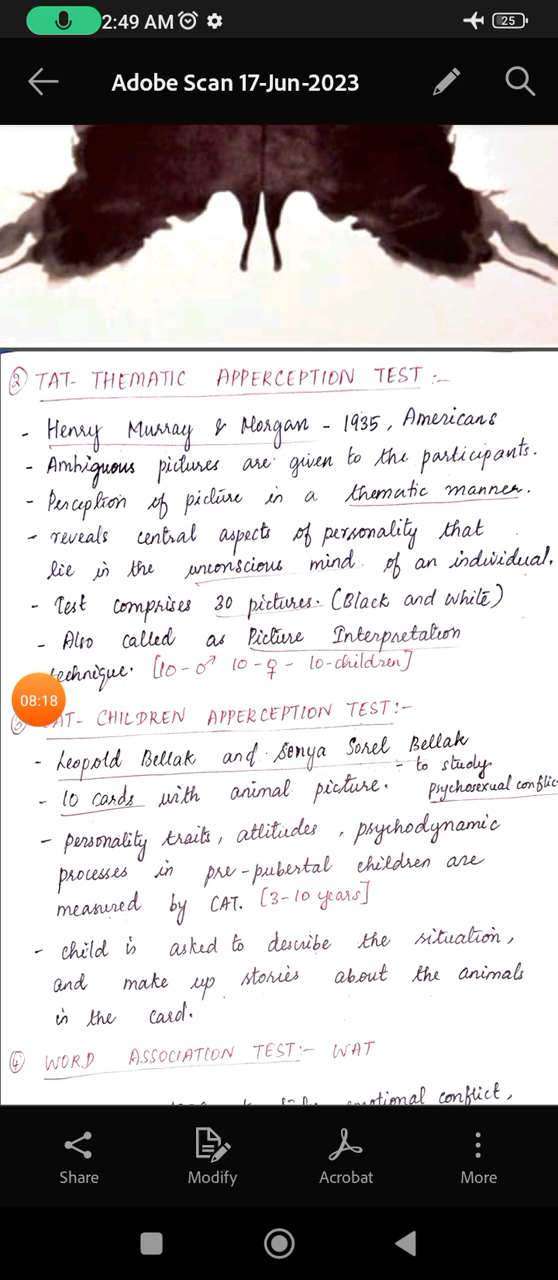 2:49 AM
25
Adobe Scan 17-Jun-2023
② TAT- THEMATIC APPERCEPTION TEST :-
- Henry Murray & Morgan - 1935, Americans
- Ambiguous pictures are given to the participants.
- Perception of picture in a thematic manner.
- reveals central aspects of personality that
lie in the unconscious mind of an individual.
- Test comprises 30 pictures. (Black and White)
- Also called as Picture Interpretation
technique. [10-♂ 10-♀ - 10-children]
08:18
AT- CHILDREN APPERCEPTION TEST:-
- Leopold Bellak and Sonya Sorel Bellak
- 10 cards with animal picture. = to study
psychosexual conflic
- personality traits, attitudes, psychodynamic
processes in pre-pubertal children are
measured by CAT. [3-10 years]
- child is asked to describe the situation,
and make up stories about the animals
in the card.
④ WORD ASSOCIATION TEST:- WAT
emotional conflict,
Share
Modify
Acrobat
More